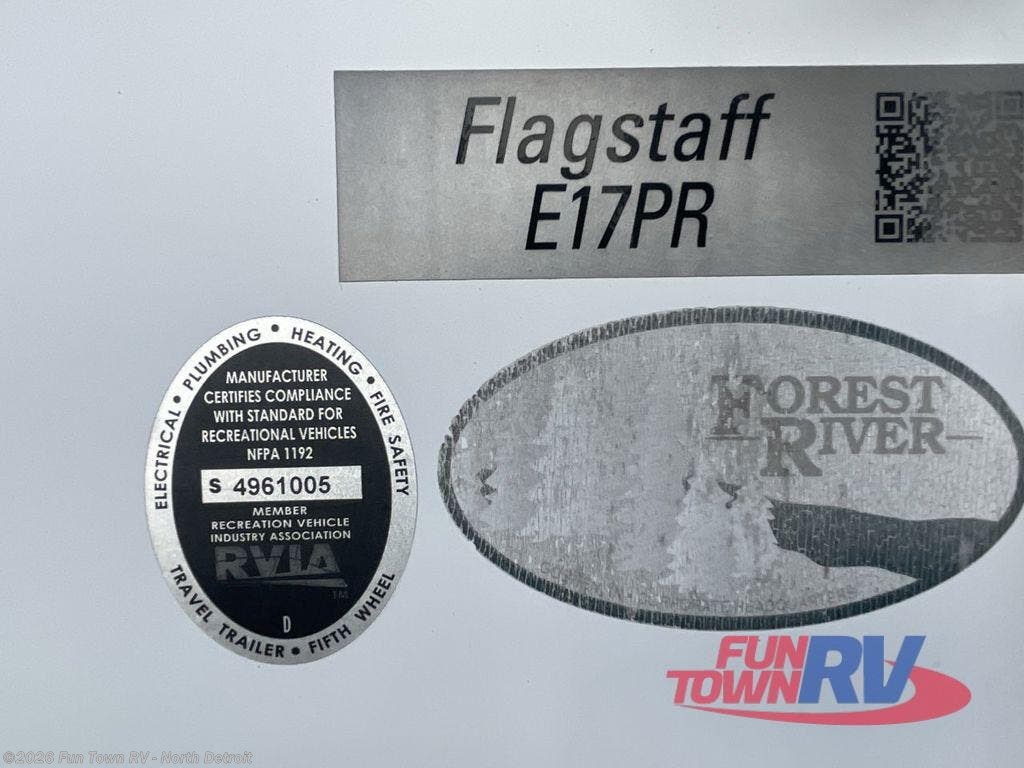 Flagstaff
E17PR
ELECTRICAL • PLUMBING • HEATING • FIRE SAFETY
MANUFACTURER
CERTIFIES COMPLIANCE
WITH STANDARD FOR
RECREATIONAL VEHICLES
NFPA 1192
S 4961005
MEMBER
RECREATION VEHICLE
INDUSTRY ASSOCIATION
RVIA
TM
D
TRAVEL TRAILER • FIFTH WHEEL
FOREST
RIVER
FUN
TOWN RV
©2026 Fun Town RV - North Detroit